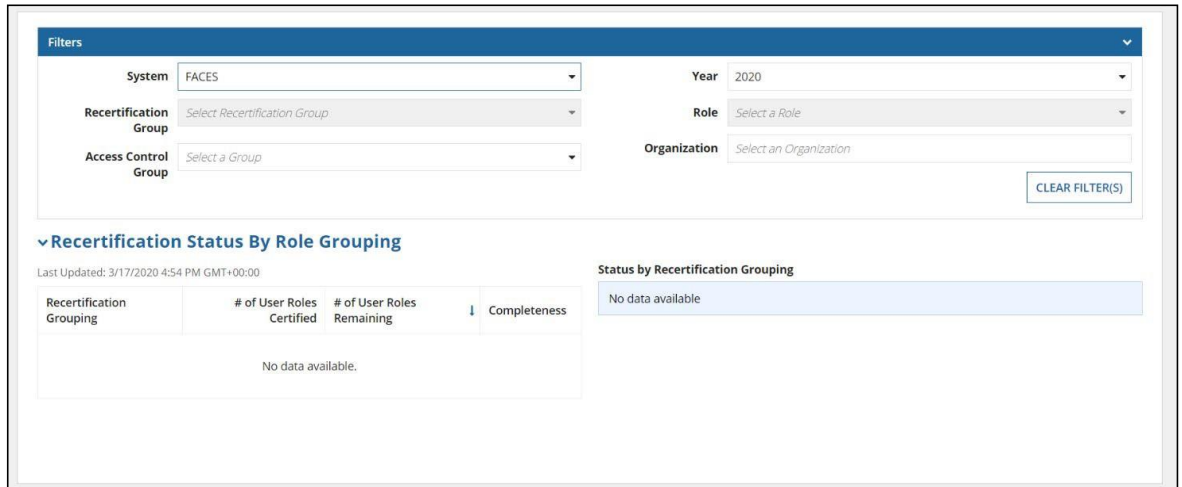 Filters
System FACES
Year 2020
Recertification Group Select Recertification Group
Role Select a Role
Access Control Group Select a Group
Organization Select an Organization
CLEAR FILTER(S)
Recertification Status By Role Grouping
Last Updated: 3/17/2020 4:54 PM GMT+00:00
Recertification Grouping # of User Roles Certified # of User Roles Remaining ↓ Completeness
No data available.
Status by Recertification Grouping
No data available